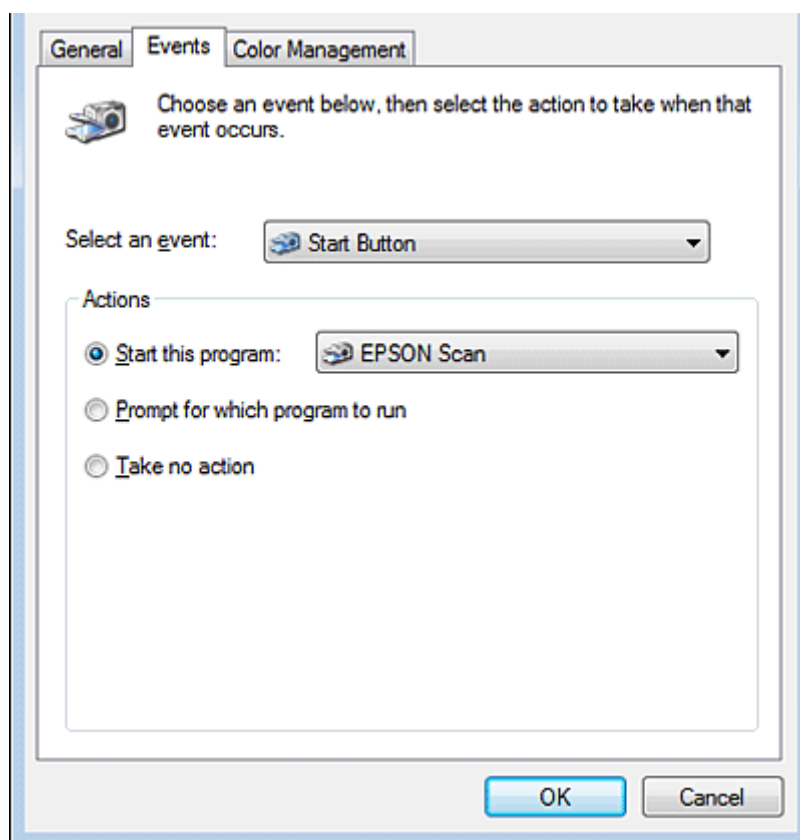 General Events Color Management
Choose an event below, then select the action to take when that
event occurs.
Select an event: Start Button
Actions
Start this program: EPSON Scan
Prompt for which program to run
Take no action
OK Cancel